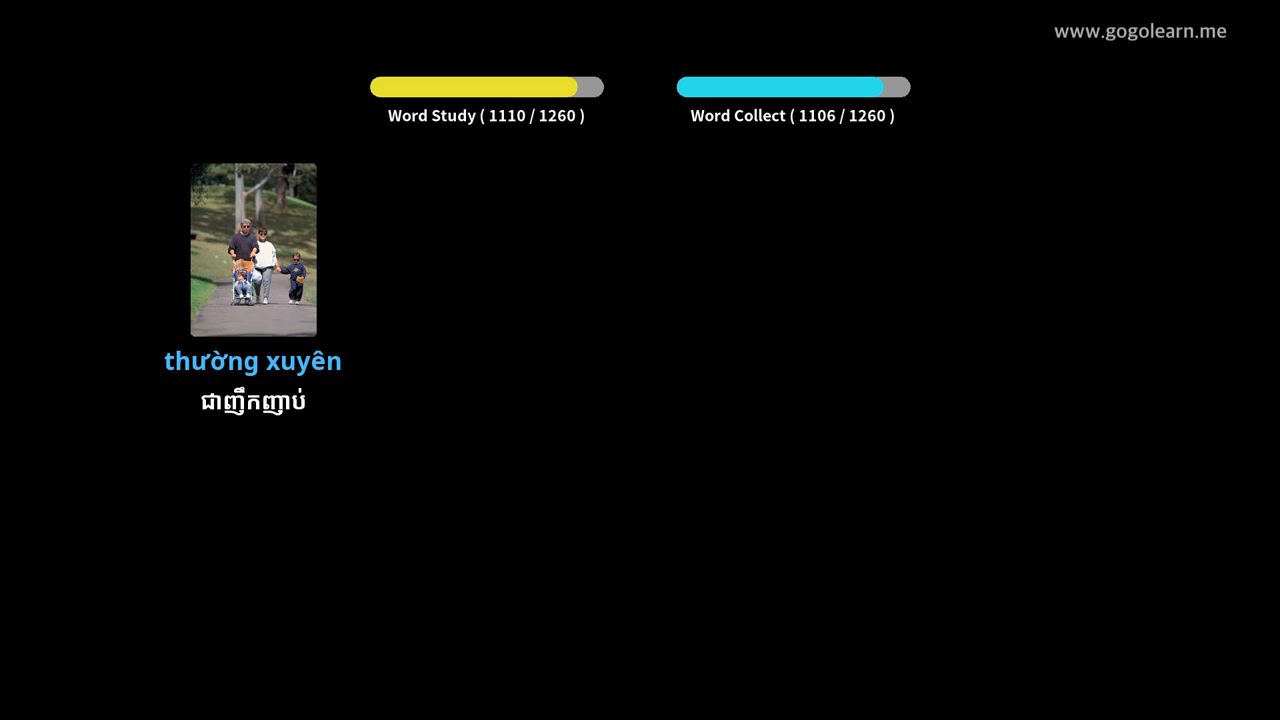 www.gogolearn.me
Word Study ( 1110 / 1260 )
Word Collect ( 1106 / 1260 )
thường xuyên
ជាញឹកញាប់